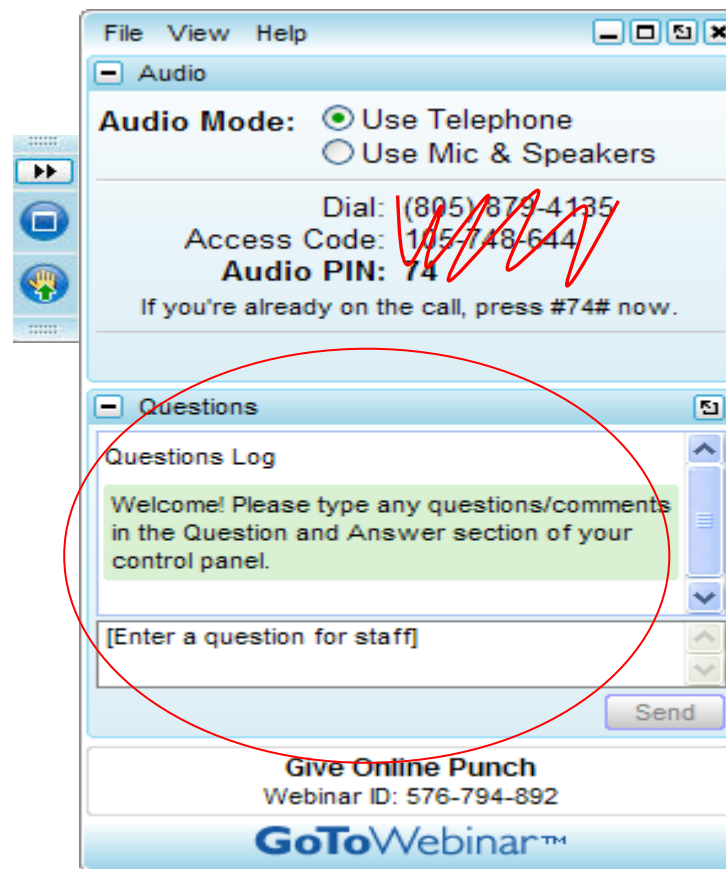 File View Help
Audio
Audio Mode: Use Telephone
Use Mic & Speakers
Dial: (805) 879-4135
Access Code: 105-748-644
Audio PIN: 74
If you're already on the call, press #74# now.
Questions
Questions Log
Welcome! Please type any questions/comments
in the Question and Answer section of your
control panel.
[Enter a question for staff]
Send
Give Online Punch
Webinar ID: 576-794-892
GoToWebinar™